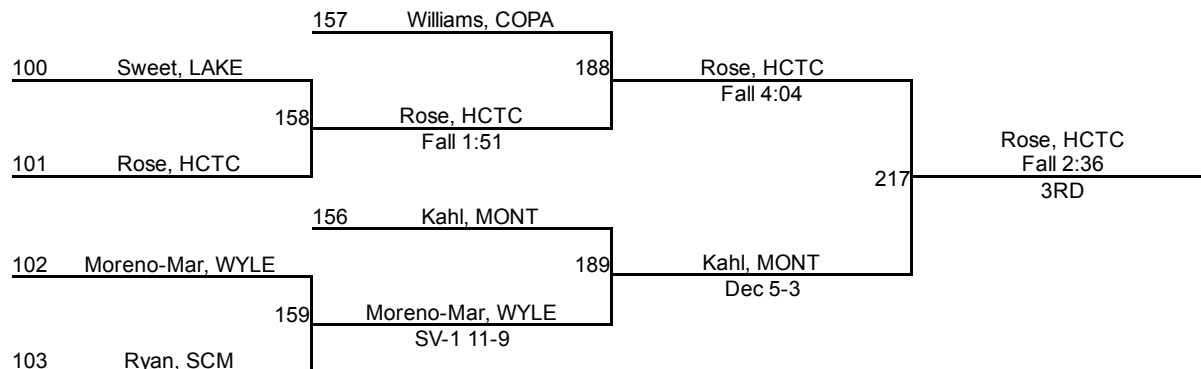 157 Williams, COPA
100 Sweet, LAKE
188 Rose, HCTC
Fall 4:04
158 Rose, HCTC
Fall 1:51
101 Rose, HCTC
217 Rose, HCTC
Fall 2:36
3RD
156 Kahl, MONT
102 Moreno-Mar, WYLE
189 Kahl, MONT
Dec 5-3
159 Moreno-Mar, WYLE
SV-1 11-9
103 Ryan, SCM